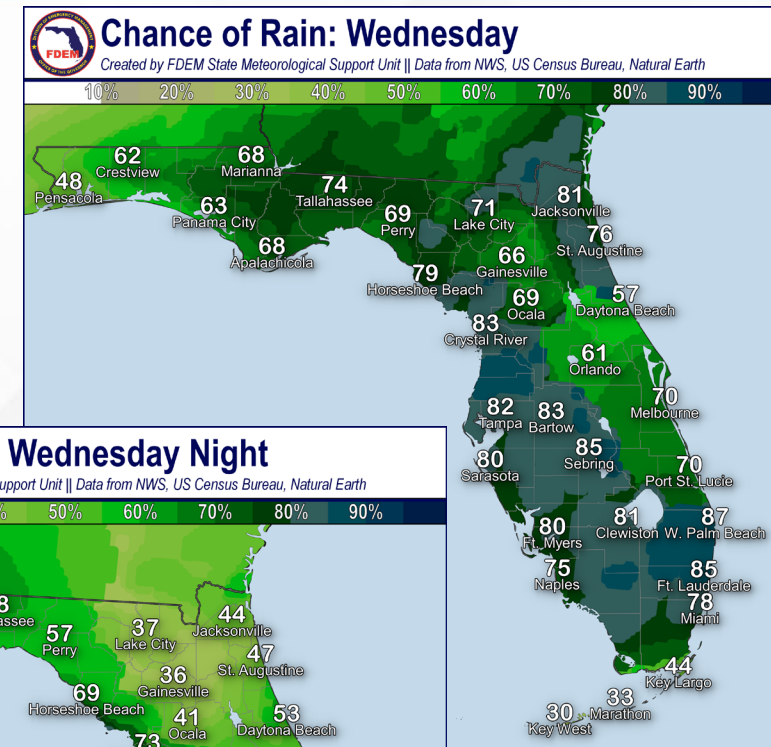 Chance of Rain: Wednesday
Created by FDEM State Meteorological Support Unit || Data from NWS, US Census Bureau, Natural Earth
FDEM
10% 20% 30% 40% 50% 60% 70% 80% 90%
48
Pensacola
62
Crestview
68
Marianna
63
Panama City
74
Tallahassee
68
Apalachicola
69
Perry
71
Lake City
81
Jacksonville
76
St. Augustine
66
Gainesville
79
Horseshoe Beach
69
Ocala
57
Daytona Beach
83
Crystal River
61
Orlando
70
Melbourne
82
Tampa
83
Bartow
85
Sebring
80
Sarasota
70
Port St. Lucie
80
Ft. Myers
81
Clewiston
87
W. Palm Beach
75
Naples
85
Ft. Lauderdale
78
Miami
44
Key Largo
33
Marathon
30
Key West
Wednesday Night
upport Unit || Data from NWS, US Census Bureau, Natural Earth
% 50% 60% 70% 80% 90%
8
assee
57
Perry
37
Lake City
44
Jacksonville
47
St. Augustine
36
Gainesville
69
Horseshoe Beach
41
Ocala
53
Daytona Beach
73